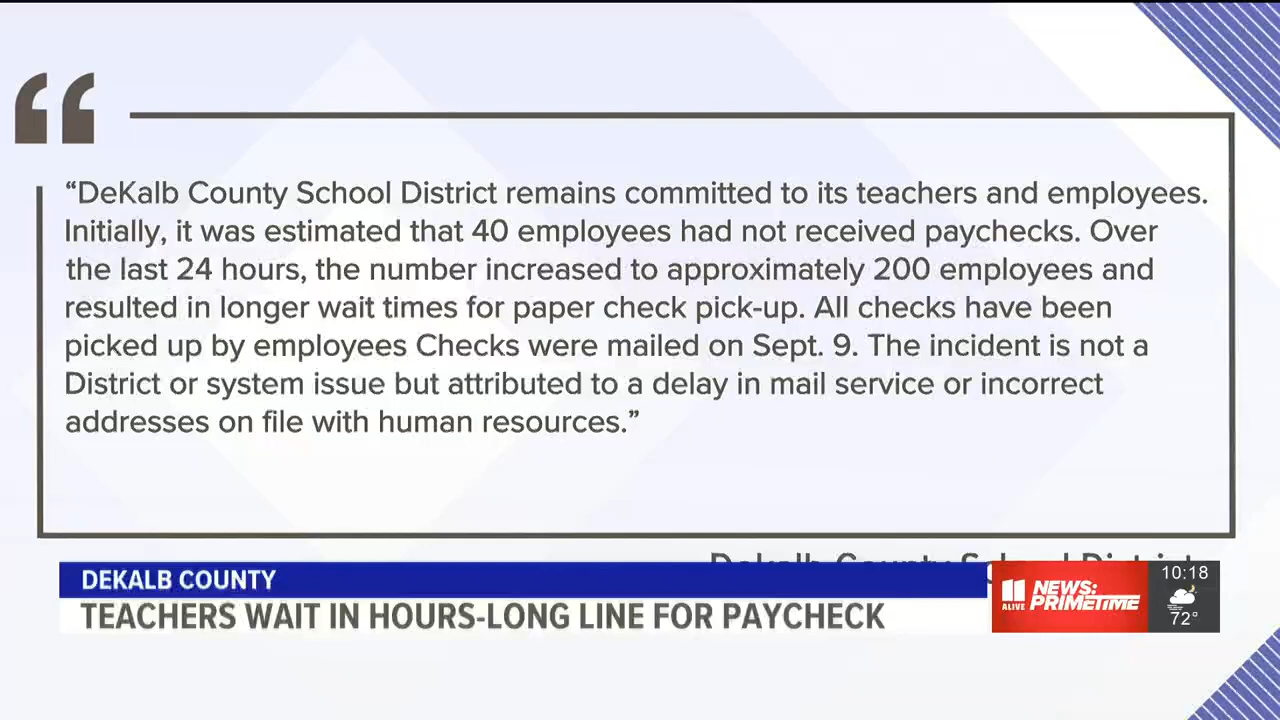 “DeKalb County School District remains committed to its teachers and employees.
Initially, it was estimated that 40 employees had not received paychecks. Over
the last 24 hours, the number increased to approximately 200 employees and
resulted in longer wait times for paper check pick-up. All checks have been
picked up by employees Checks were mailed on Sept. 9. The incident is not a
District or system issue but attributed to a delay in mail service or incorrect
addresses on file with human resources.”
Dekalb County School District
DEKALB COUNTY
TEACHERS WAIT IN HOURS-LONG LINE FOR PAYCHECK
11 ALIVE NEWS: PRIMETIME
10:18
72°